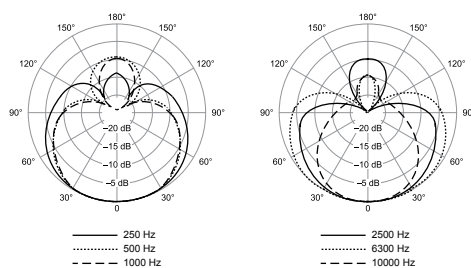 180°
150° 150°
120° 120°
90° 90°
60° 60°
30° 30°
0
–20 dB
–15 dB
–10 dB
–5 dB
250 Hz
500 Hz
1000 Hz
180°
150° 150°
120° 120°
90° 90°
60° 60°
30° 30°
0
–20 dB
–15 dB
–10 dB
–5 dB
2500 Hz
6300 Hz
10000 Hz